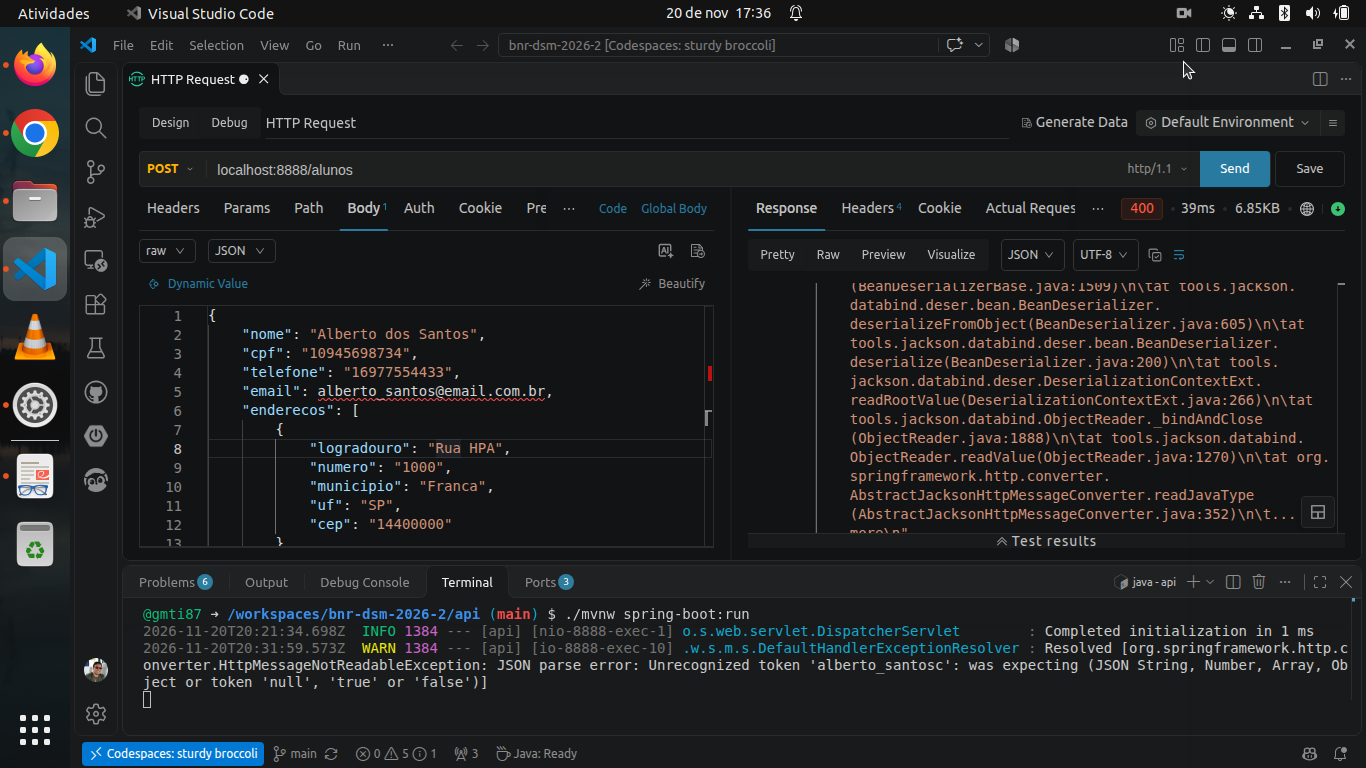 Atividades
Visual Studio Code
20 de nov 17:36
File Edit Selection View Go Run ···
bnr-dsm-2026-2 [Codespaces: sturdy broccoli]
HTTP HTTP Request
Design Debug HTTP Request
Generate Data Default Environment
POST localhost:8888/alunos http/1.1 Send Save
Headers Params Path Body 1 Auth Cookie Pre ··· Code Global Body
Response Headers 4 Cookie Actual Reques ··· 400 39ms 6.85KB
raw JSON
Pretty Raw Preview Visualize JSON UTF-8
Dynamic Value Beautify
1 {
2 "nome": "Alberto dos Santos",
3 "cpf": "10945698734",
4 "telefone": "16977554433",
5 "email": alberto_santos@email.com.br,
6 "enderecos": [
7 {
8 "logradouro": "Rua HPA",
9 "numero": "1000",
10 "municipio": "Franca",
11 "uf": "SP",
12 "cep": "14400000"
13 }
(BeanDeserializerBase.java:1509)\n\tat tools.jackson.
databind.deser.bean.BeanDeserializer.
deserializeFromObject(BeanDeserializer.java:605)\n\tat
tools.jackson.databind.deser.bean.BeanDeserializer.
deserialize(BeanDeserializer.java:200)\n\tat tools.
jackson.databind.deser.DeserializationContextExt.
readRootValue(DeserializationContextExt.java:266)\n\tat
tools.jackson.databind.ObjectReader._bindAndClose
(ObjectReader.java:1888)\n\tat tools.jackson.databind.
ObjectReader.readValue(ObjectReader.java:1270)\n\tat org.
springframework.http.converter.
AbstractJacksonHttpMessageConverter.readJavaType
(AbstractJacksonHttpMessageConverter.java:352)\n\t...
more\n"
Test results
Problems 6 Output Debug Console Terminal Ports 3
java - api
@gmti87 ➜ /workspaces/bnr-dsm-2026-2/api (main) $ ./mvnw spring-boot:run
2026-11-20T20:21:34.698Z INFO 1384 --- [api] [nio-8888-exec-1] o.s.web.servlet.DispatcherServlet : Completed initialization in 1 ms
2026-11-20T20:31:59.573Z WARN 1384 --- [api] [io-8888-exec-10] .w.s.m.s.DefaultHandlerExceptionResolver : Resolved [org.springframework.http.c
onverter.HttpMessageNotReadableException: JSON parse error: Unrecognized token 'alberto_santosc': was expecting (JSON String, Number, Array, Ob
ject or token 'null', 'true' or 'false')]
Codespaces: sturdy broccoli main 0 5 1 3 Java: Ready